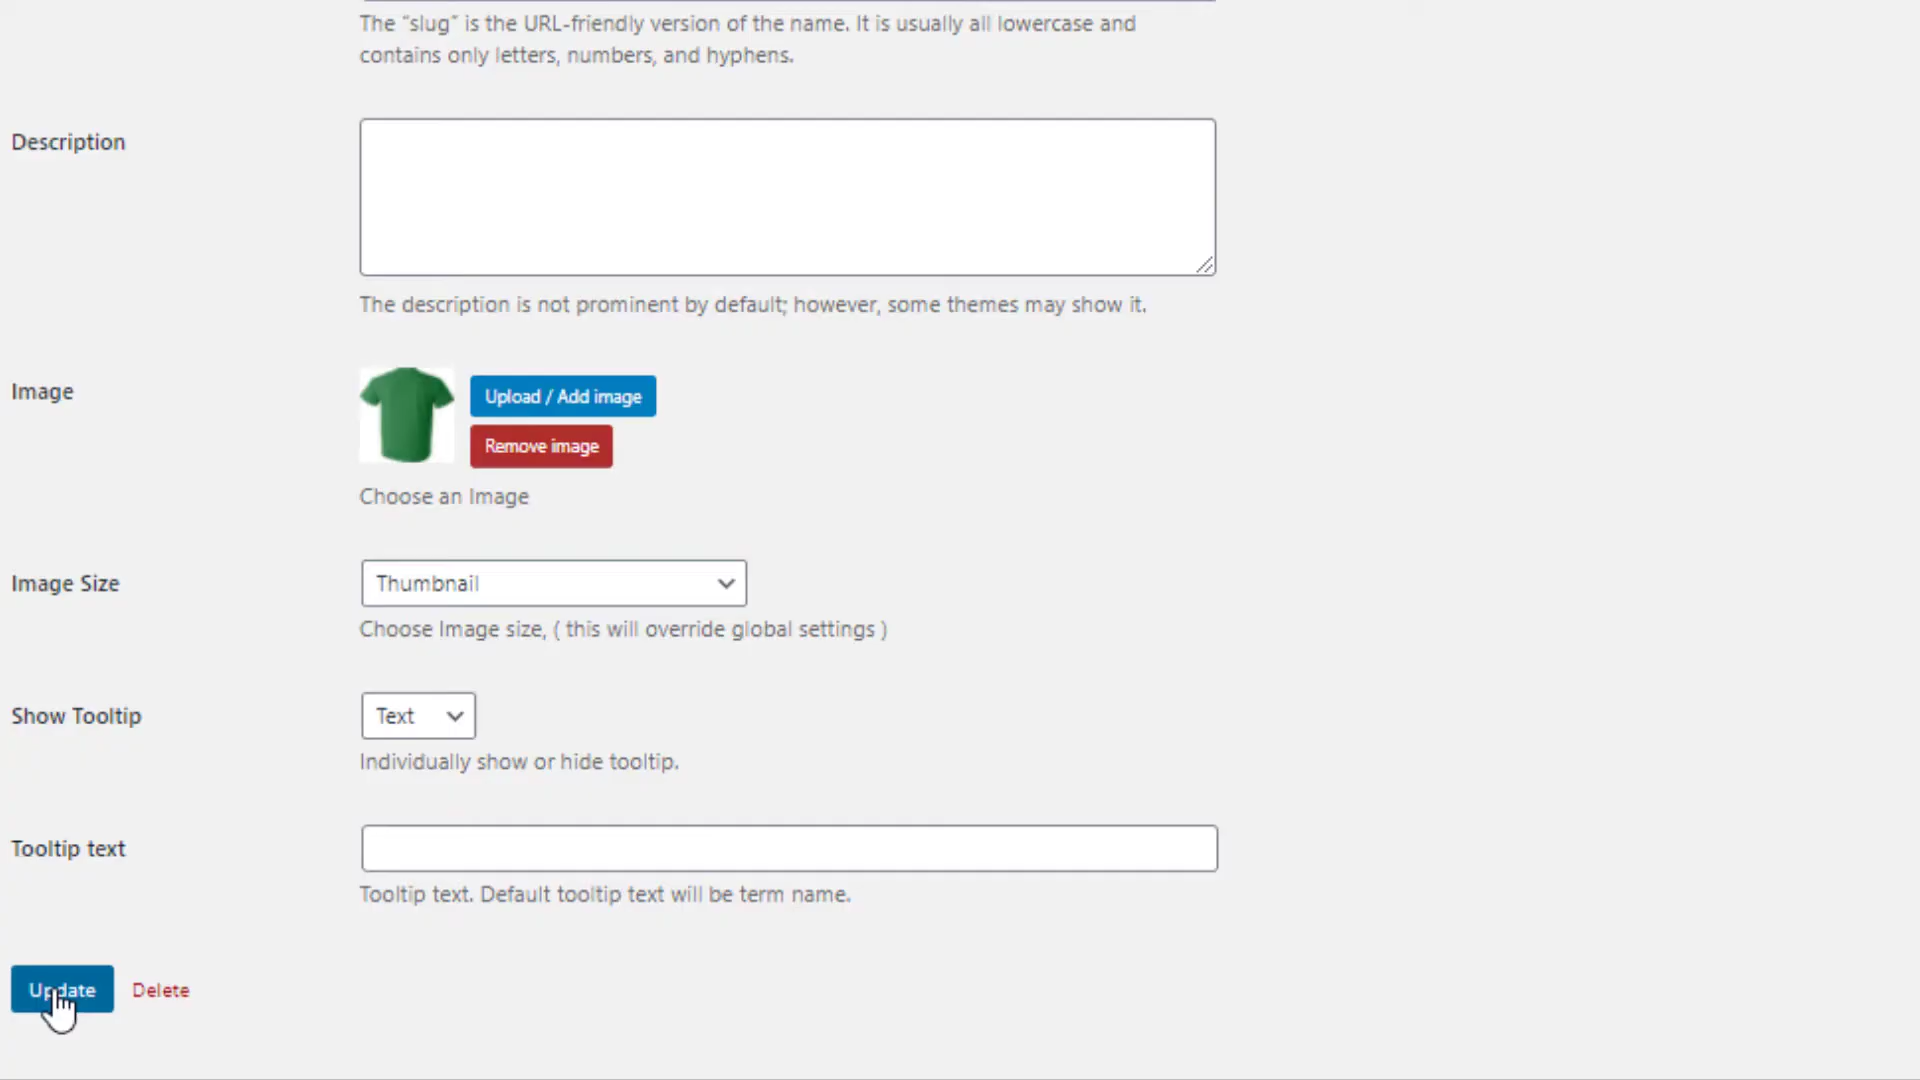 The “slug” is the URL-friendly version of the name. It is usually all lowercase and
contains only letters, numbers, and hyphens.
Description
The description is not prominent by default; however, some themes may show it.
Image
Upload / Add image
Remove image
Choose an Image
Image Size
Thumbnail
Choose Image size, ( this will override global settings )
Show Tooltip
Text
Individually show or hide tooltip.
Tooltip text
Tooltip text. Default tooltip text will be term name.
Update
Delete